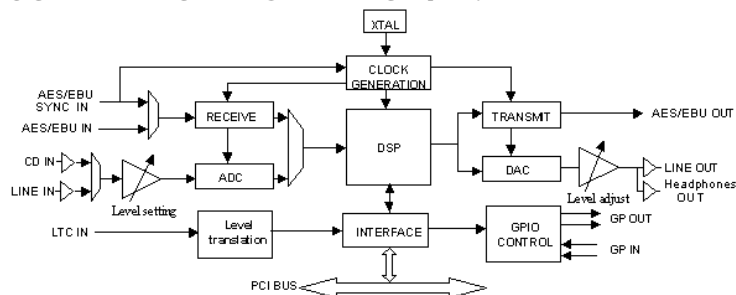 XTAL
CLOCK
GENERATION
AES/EBU
SYNC IN
AES/EBU IN
RECEIVE
TRANSMIT
AES/EBU OUT
DSP
CD IN
LINE IN
Level setting
ADC
DAC
Level adjust
LINE OUT
Headphones
OUT
LTC IN
Level
translation
INTERFACE
GPIO
CONTROL
GP OUT
GP IN
PCI BUS